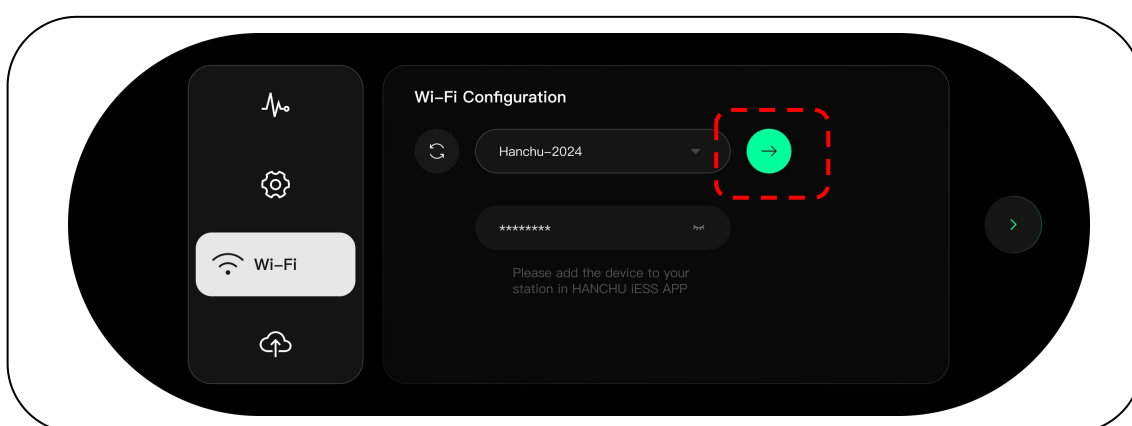 Wi-Fi Configuration
Hanchu-2024
********
Wi-Fi
Please add the device to your
station in HANCHU iESS APP